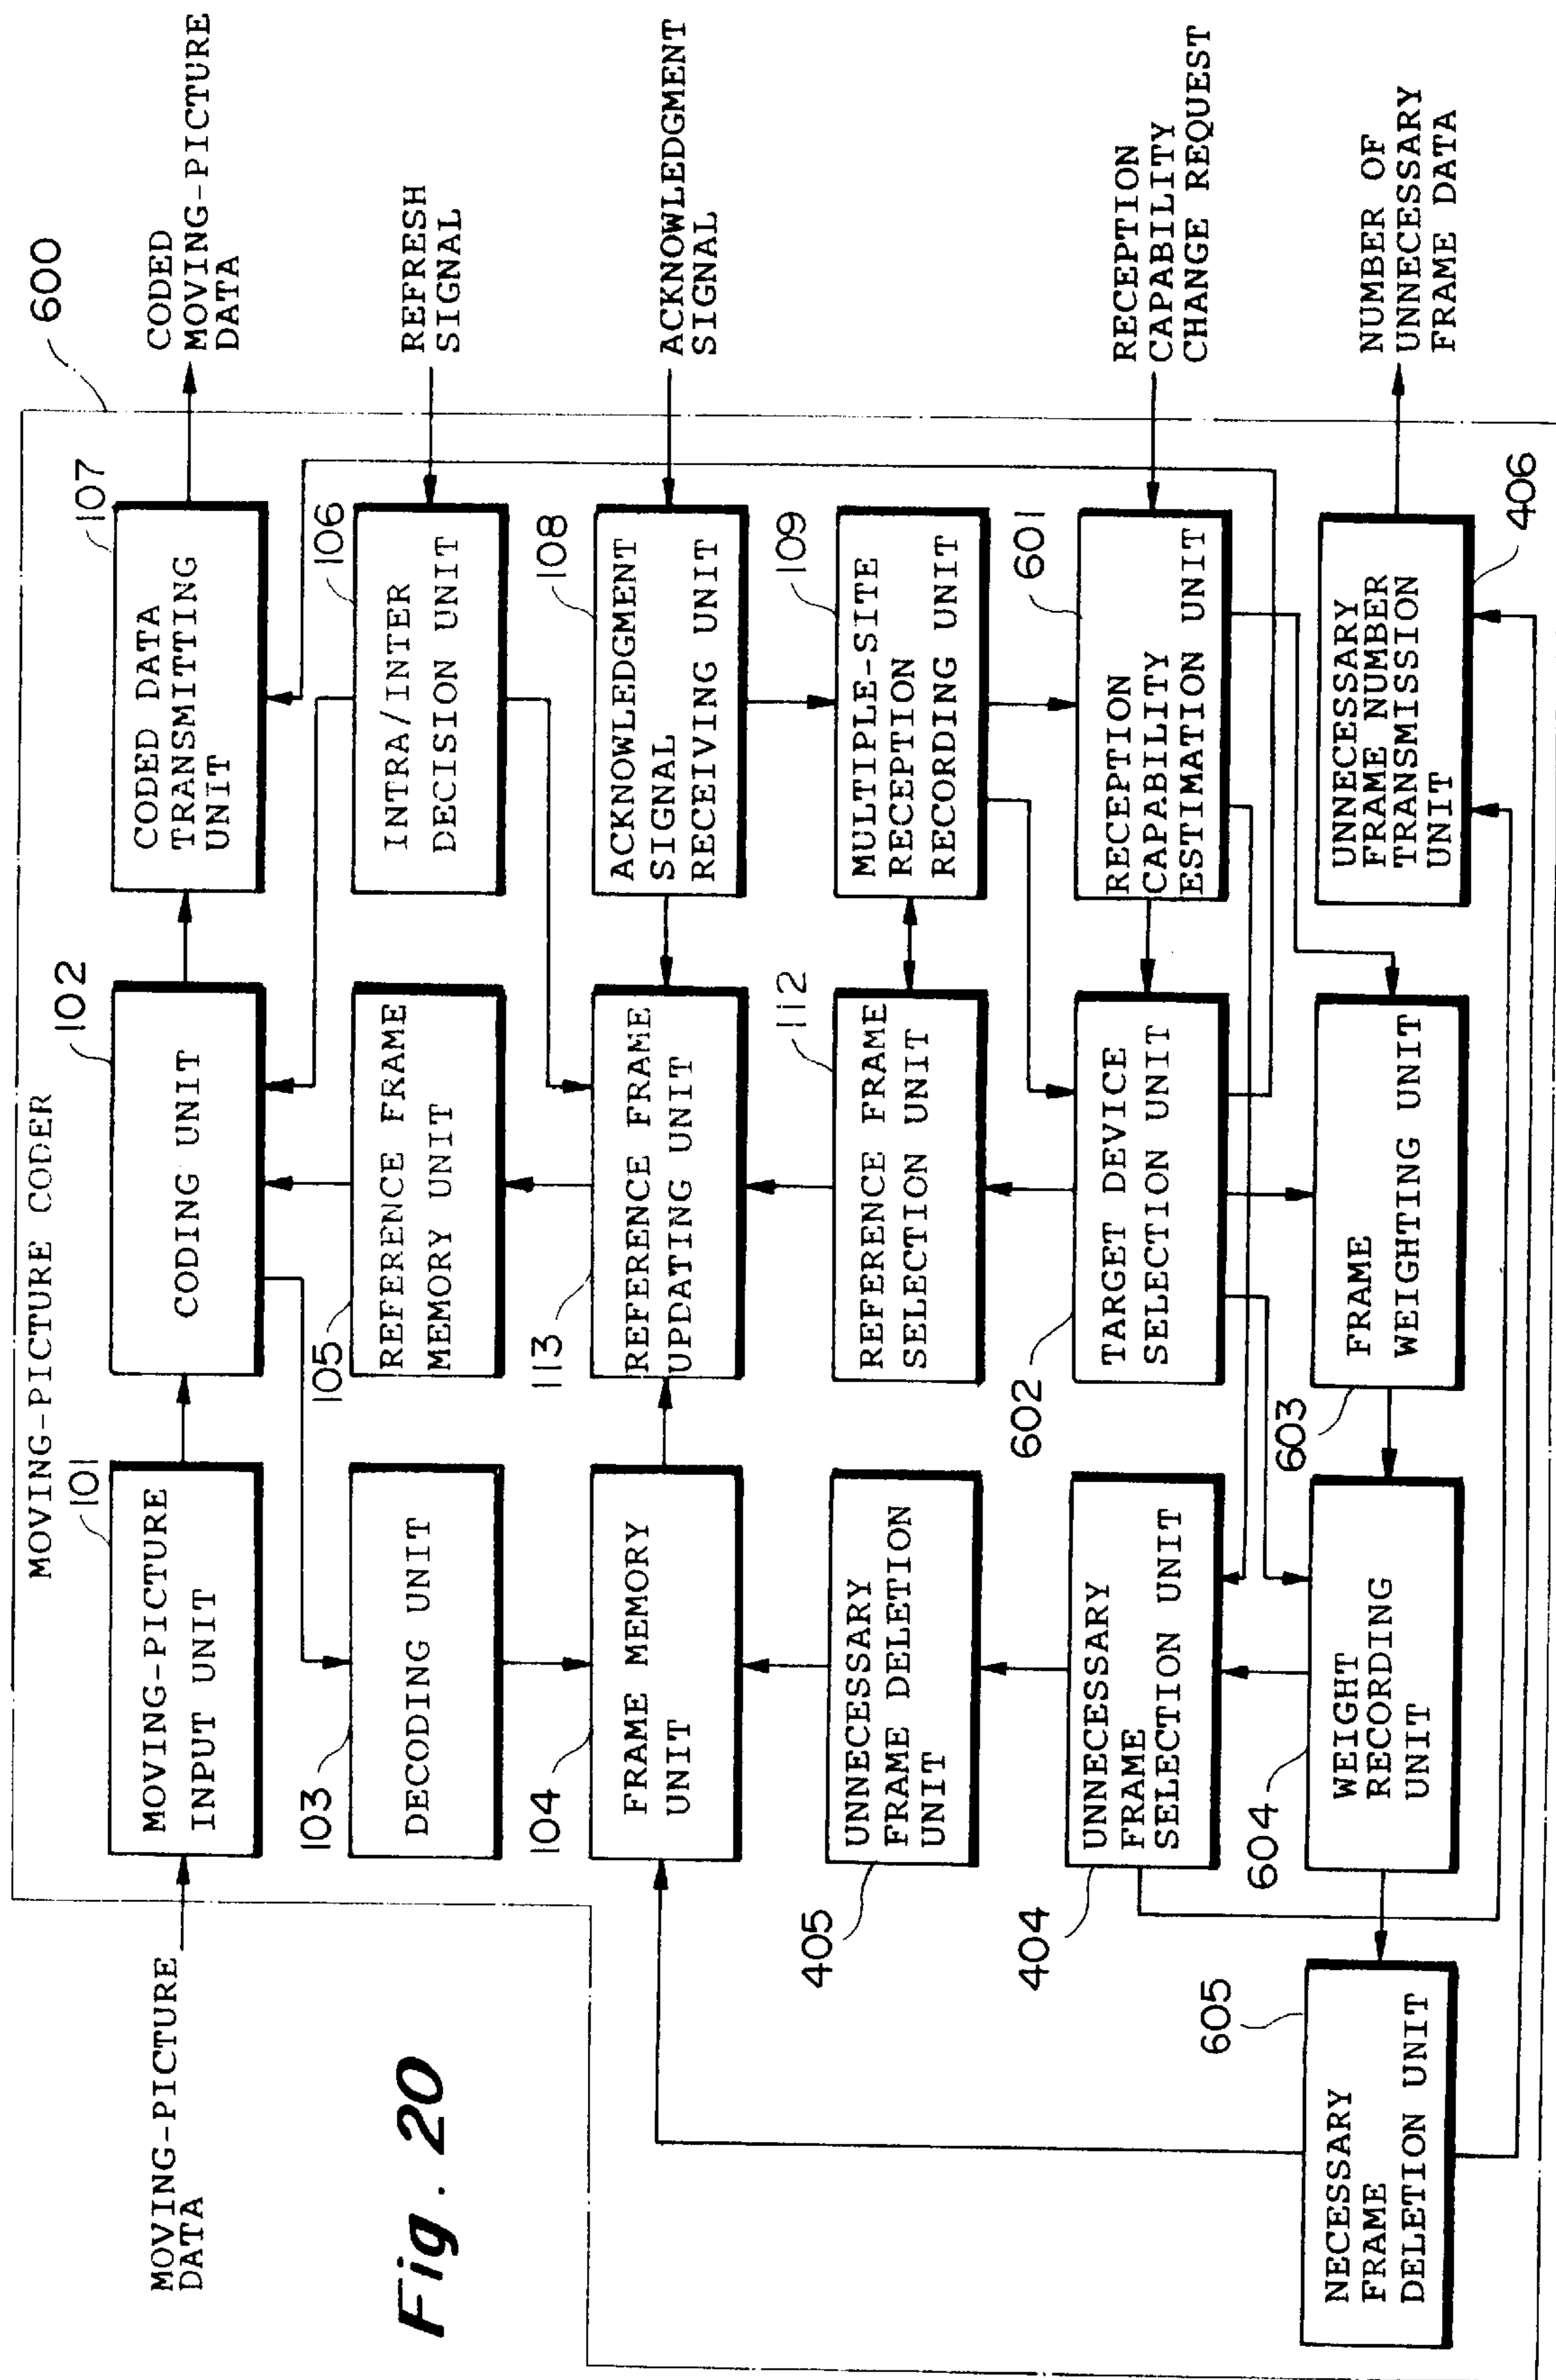 MOVING-PICTURE CODER
600
MOVING-PICTURE
DATA
101
MOVING-PICTURE
INPUT UNIT
102
CODING UNIT
107
CODED DATA
TRANSMITTING
UNIT
CODED
MOVING-PICTURE
DATA
103
DECODING UNIT
105
REFERENCE FRAME
MEMORY UNIT
106
INTRA/INTER
DECISION UNIT
REFRESH
SIGNAL
104
FRAME MEMORY
UNIT
113
REFERENCE FRAME
UPDATING UNIT
108
ACKNOWLEDGMENT
SIGNAL
RECEIVING UNIT
ACKNOWLEDGMENT
SIGNAL
405
UNNECESSARY
FRAME DELETION
UNIT
112
REFERENCE FRAME
SELECTION UNIT
109
MULTIPLE-SITE
RECEPTION
RECORDING UNIT
404
UNNECESSARY
FRAME
SELECTION UNIT
602
TARGET DEVICE
SELECTION UNIT
601
RECEPTION
CAPABILITY
ESTIMATION UNIT
RECEPTION
CAPABILITY
CHANGE REQUEST
605
NECESSARY
FRAME
DELETION UNIT
604
WEIGHT
RECORDING
UNIT
603
FRAME
WEIGHTING UNIT
406
UNNECESSARY
FRAME NUMBER
TRANSMISSION
UNIT
NUMBER OF
UNNECESSARY
FRAME DATA
Fig. 20